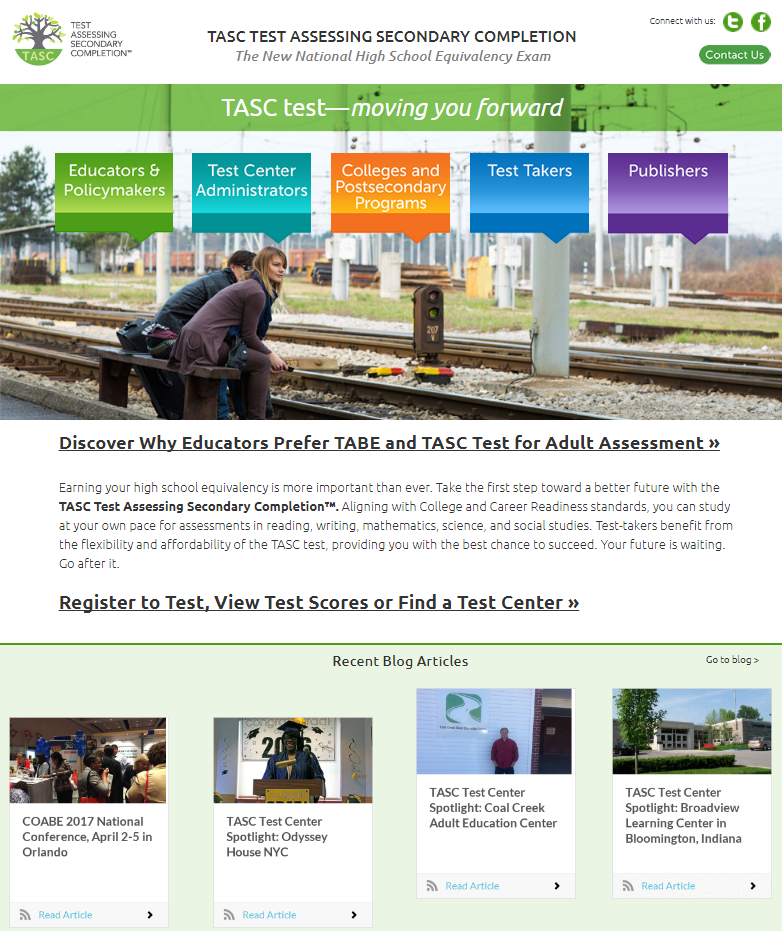 TEST
ASSESSING
SECONDARY
COMPLETION™
TASC
TASC TEST ASSESSING SECONDARY COMPLETION
The New National High School Equivalency Exam
Connect with us:
Contact Us
TASC test—moving you forward
Educators &
Policymakers
Test Center
Administrators
Colleges and
Postsecondary
Programs
Test Takers
Publishers
207
Discover Why Educators Prefer TABE and TASC Test for Adult Assessment »
Earning your high school equivalency is more important than ever. Take the first step toward a better future with the
TASC Test Assessing Secondary Completion™. Aligning with College and Career Readiness standards, you can study
at your own pace for assessments in reading, writing, mathematics, science, and social studies. Test-takers benefit from
the flexibility and affordability of the TASC test, providing you with the best chance to succeed. Your future is waiting.
Go after it.
Register to Test, View Test Scores or Find a Test Center »
Recent Blog Articles
Go to blog >
COABE 2017 National
Conference, April 2-5 in
Orlando
Read Article
TASC Test Center
Spotlight: Odyssey
House NYC
Read Article
TASC Test Center
Spotlight: Coal Creek
Adult Education Center
Read Article
TASC Test Center
Spotlight: Broadview
Learning Center in
Bloomington, Indiana
Read Article